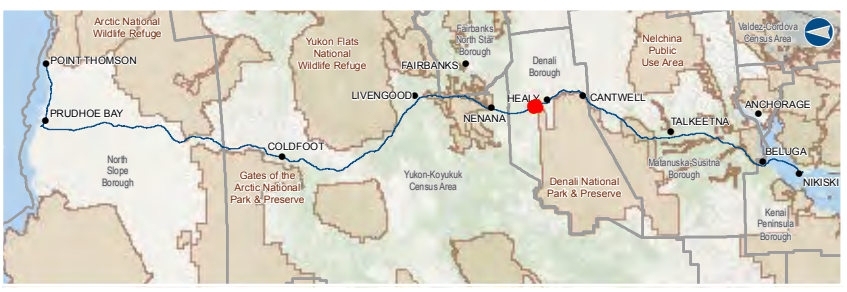 Arctic National
Wildlife Refuge
POINT THOMSON
PRUDHOE BAY
North
Slope
Borough
COLDFOOT
Gates of the
Arctic National
Park & Preserve
Yukon Flats
National
Wildlife Refuge
LIVENGOOD
Fairbanks
North Star
Borough
FAIRBANKS
NENANA
Yukon-Koyukuk
Census Area
Denali
Borough
HEALY
CANTWELL
Denali National
Park & Preserve
Nelchina
Public
Use Area
TALKEETNA
Matanuska-Susitna
Borough
Valdez-Cordova
Census Area
ANCHORAGE
BELUGA
NIKISKI
Kenai
Peninsula
Borough